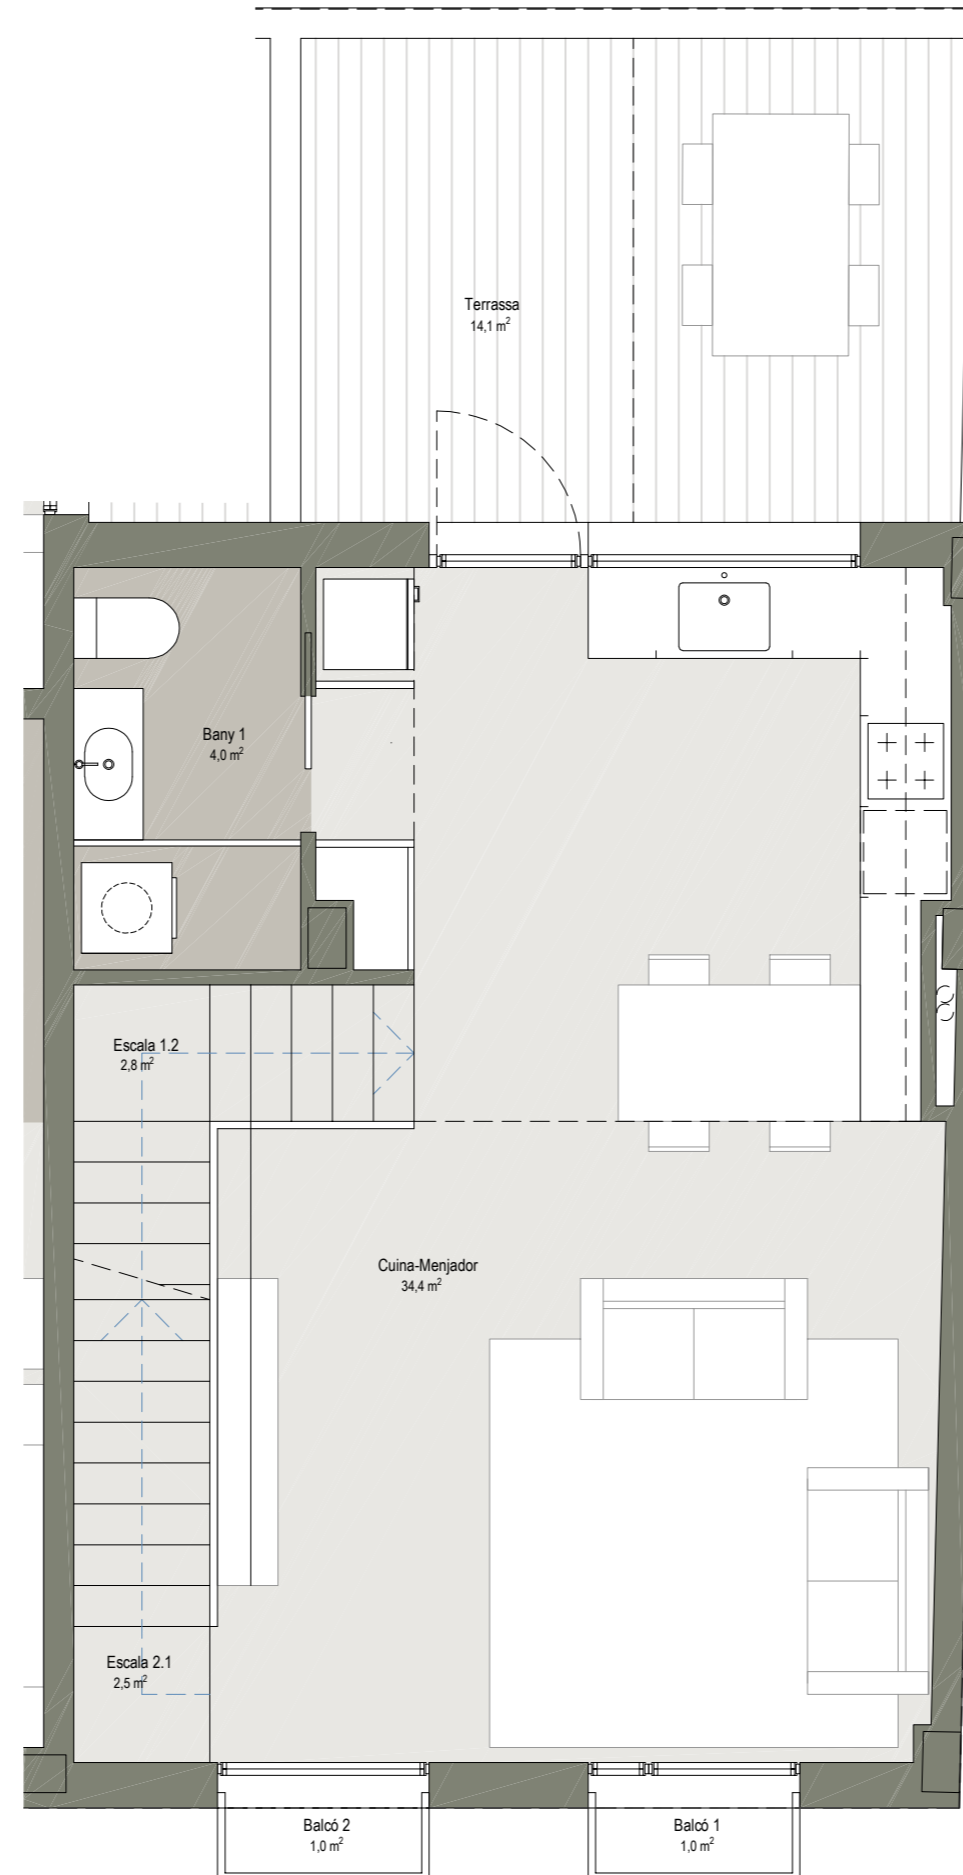 Terrassa
14,1 m²
Bany 1
4,0 m²
Escala 1.2
2,8 m²
Cuina-Menjador
34,4 m²
Escala 2.1
2,5 m²
Balcó 2
1,0 m²
Balcó 1
1,0 m²